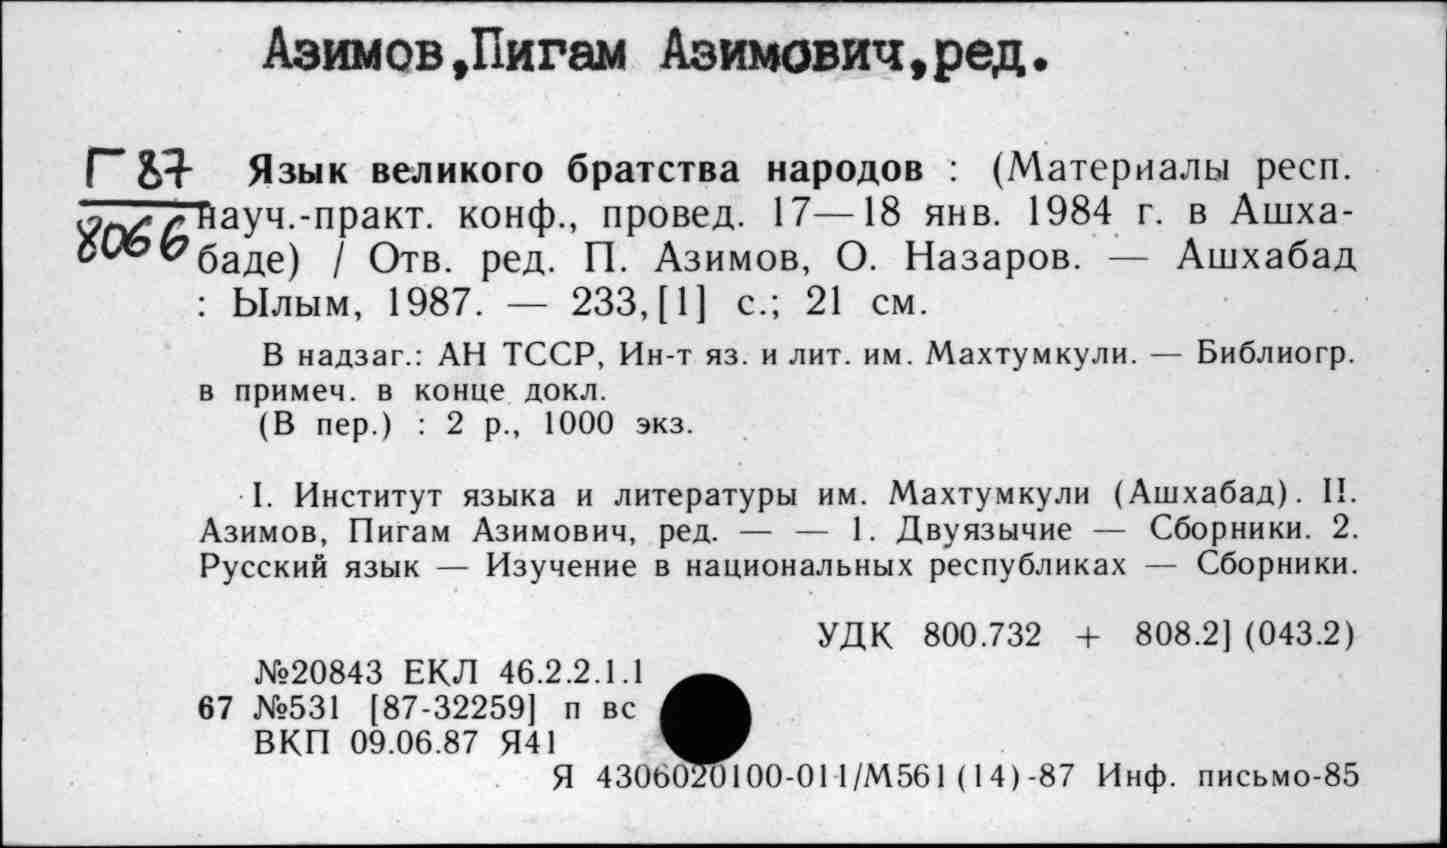 Азимов,Пигам Азимович,ред.
Г 87 Язык великого братства народов : (Материалы респ.
8066 науч.-практ. конф., провед. 17—18 янв. 1984 г. в Ашха-
баде) / Отв. ред. П. Азимов, О. Назаров. — Ашхабад
: Ылым, 1987. — 233,[1] с.; 21 см.
В надзаг.: АН ТССР, Ин-т яз. и лит. им. Махтумкули. — Библиогр.
в примеч. в конце докл.
(В пер.) : 2 р., 1000 экз.
I. Институт языка и литературы им. Махтумкули (Ашхабад). II.
Азимов, Пигам Азимович, ред. — — 1. Двуязычие — Сборники. 2.
Русский язык — Изучение в национальных республиках — Сборники.
УДК 800.732 + 808.2] (043.2)
№20843 ЕКЛ 46.2.2.1.1
67 №531 [87-32259] п вс
ВКП 09.06.87 Я41
Я 4306020100-011/М561(14)-87 Инф. письмо-85